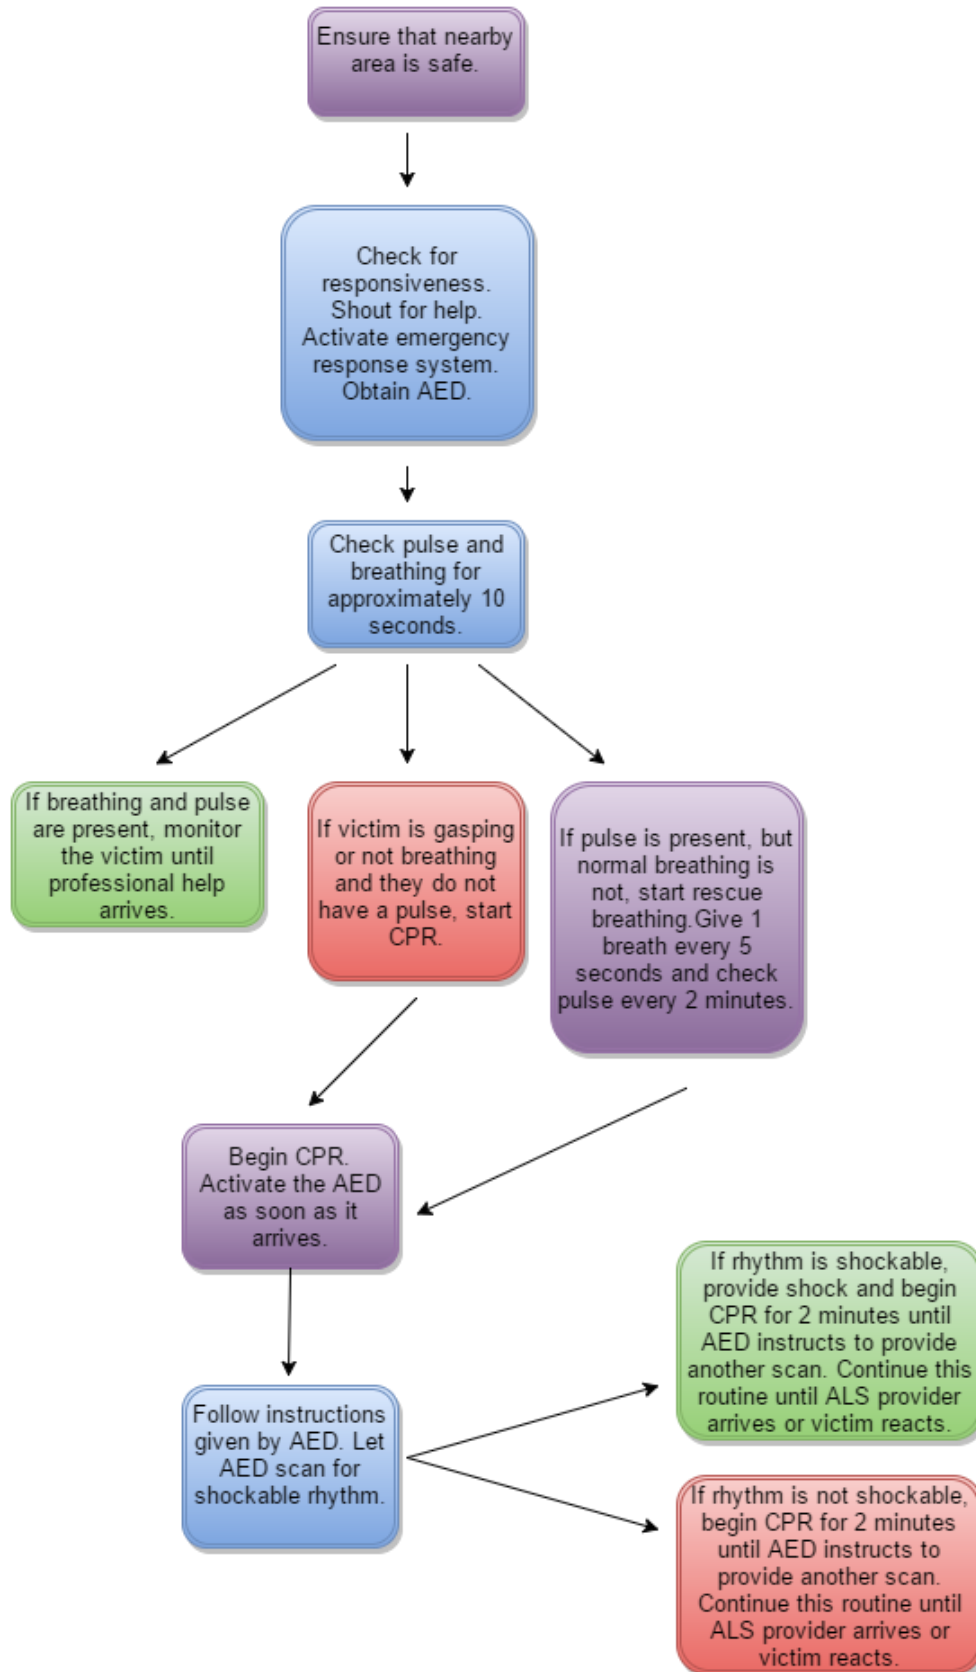 Ensure that nearby
area is safe.
Check for
responsiveness.
Shout for help.
Activate emergency
response system.
Obtain AED.
Check pulse and
breathing for
approximately 10
seconds.
If breathing and pulse
are present, monitor
the victim until
professional help
arrives.
If victim is gasping
or not breathing
and they do not
have a pulse, start
CPR.
If pulse is present, but
normal breathing is
not, start rescue
breathing.Give 1
breath every 5
seconds and check
pulse every 2 minutes.
Begin CPR.
Activate the AED
as soon as it
arrives.
Follow instructions
given by AED. Let
AED scan for
shockable rhythm.
If rhythm is shockable,
provide shock and begin
CPR for 2 minutes until
AED instructs to provide
another scan. Continue this
routine until ALS provider
arrives or victim reacts.
If rhythm is not shockable,
begin CPR for 2 minutes
until AED instructs to
provide another scan.
Continue this routine until
ALS provider arrives or
victim reacts.